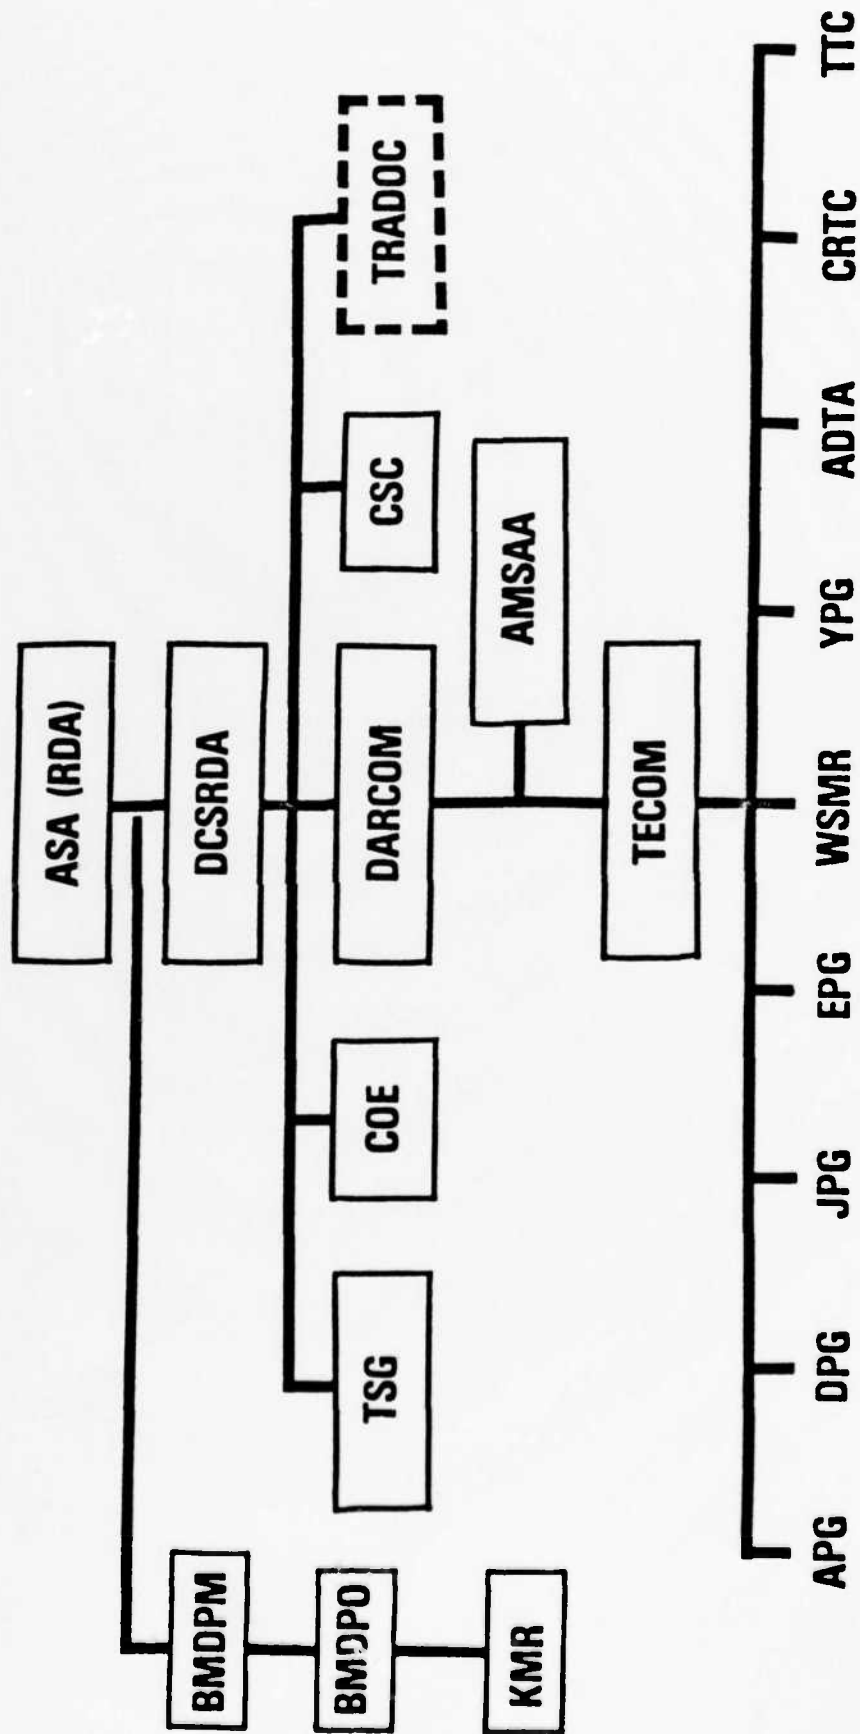 ASA (RDA)
BMDPM
DCSRDA
BMDPO
TSG
COE
DARCOM
CSC
TRADOC
KMR
AMSAA
TECOM
APG
DPG
JPG
EPG
WSMR
YPG
ADTA
CRTC
TTC